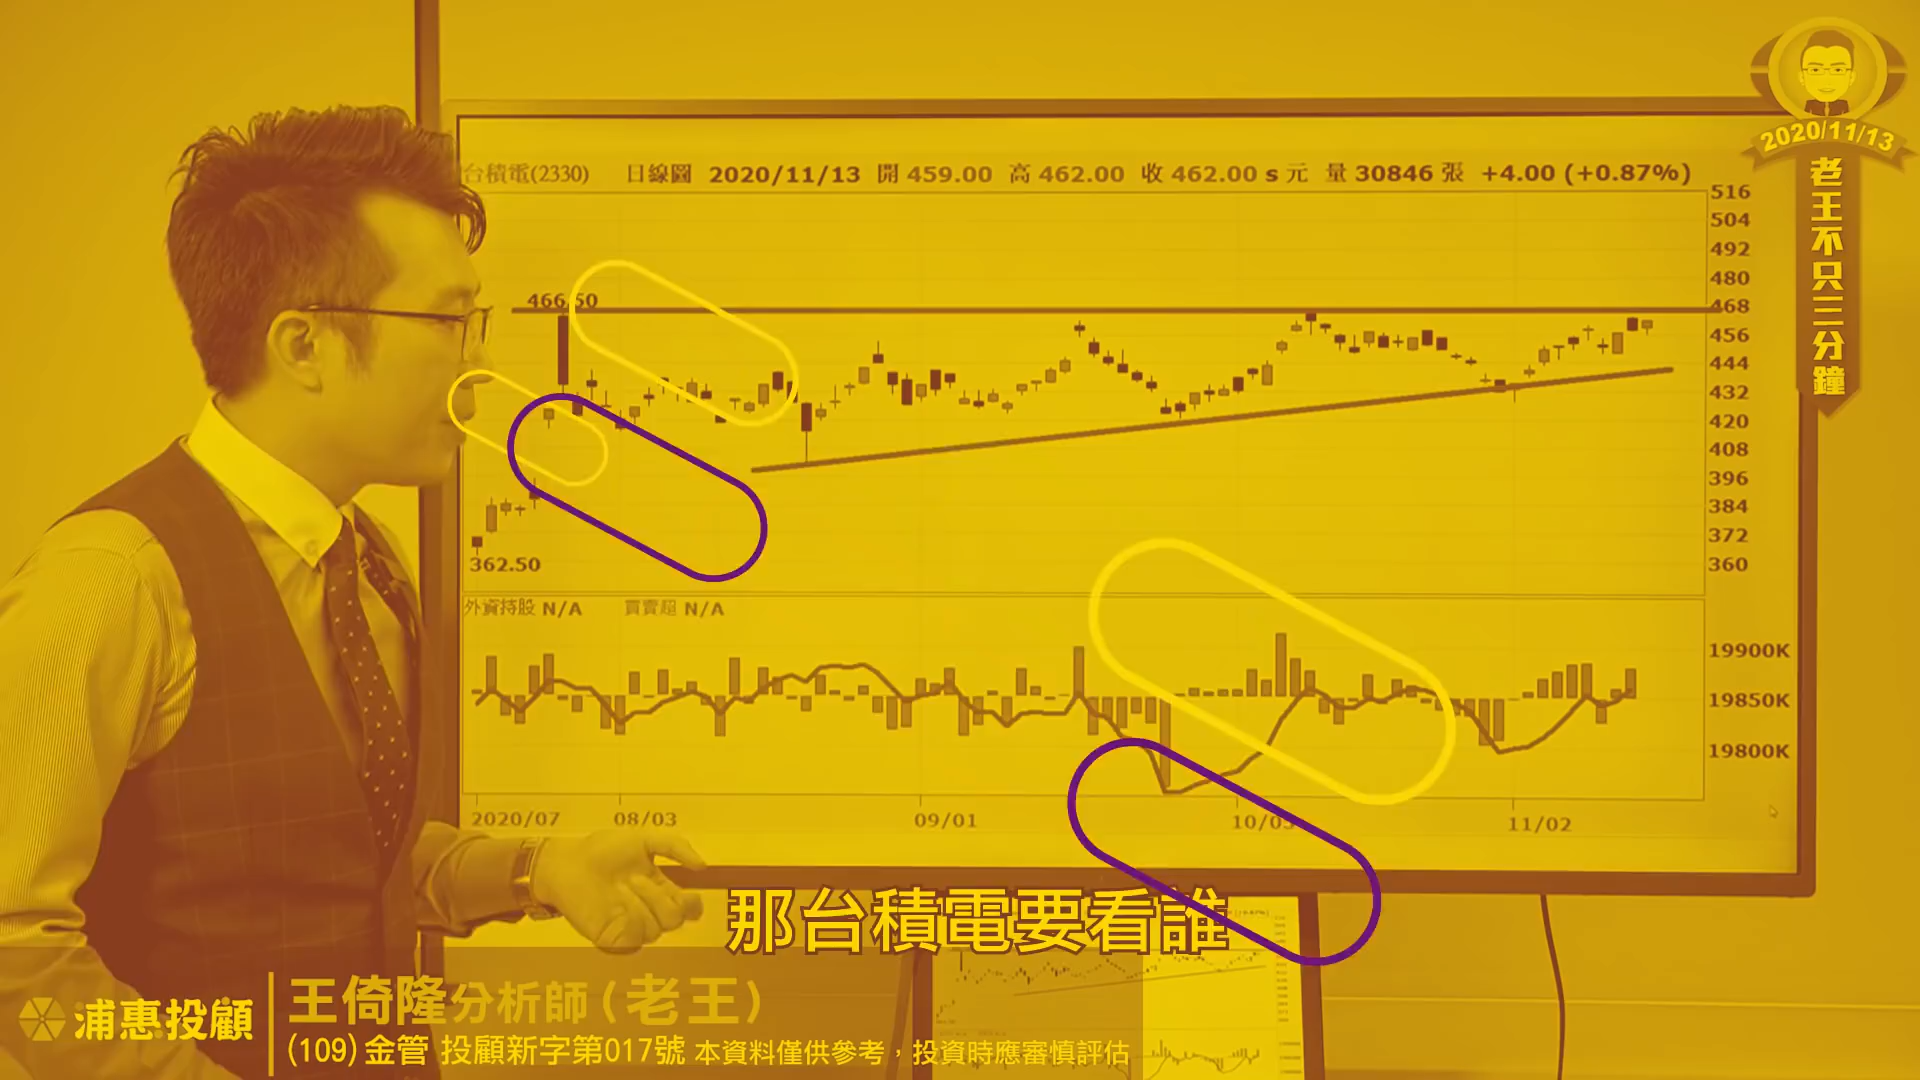 2020/11/13
老王不只三分鐘
台積電(2330) 日線圖 2020/11/13 開 459.00 高 462.00 收 462.00 s 元 量 30846 張 +4.00 (+0.87%)
516
504
492
480
468
456
444
432
420
408
396
384
372
360
466.50
362.50
外資持股 N/A 買賣超 N/A
19900K
19850K
19800K
2020/07 08/03 09/01 10/05 11/02
那台積電要看誰
浦惠投顧
王倚隆分析師(老王)
(109)金管 投顧新字第017號 本資料僅供參考，投資時應審慎評估